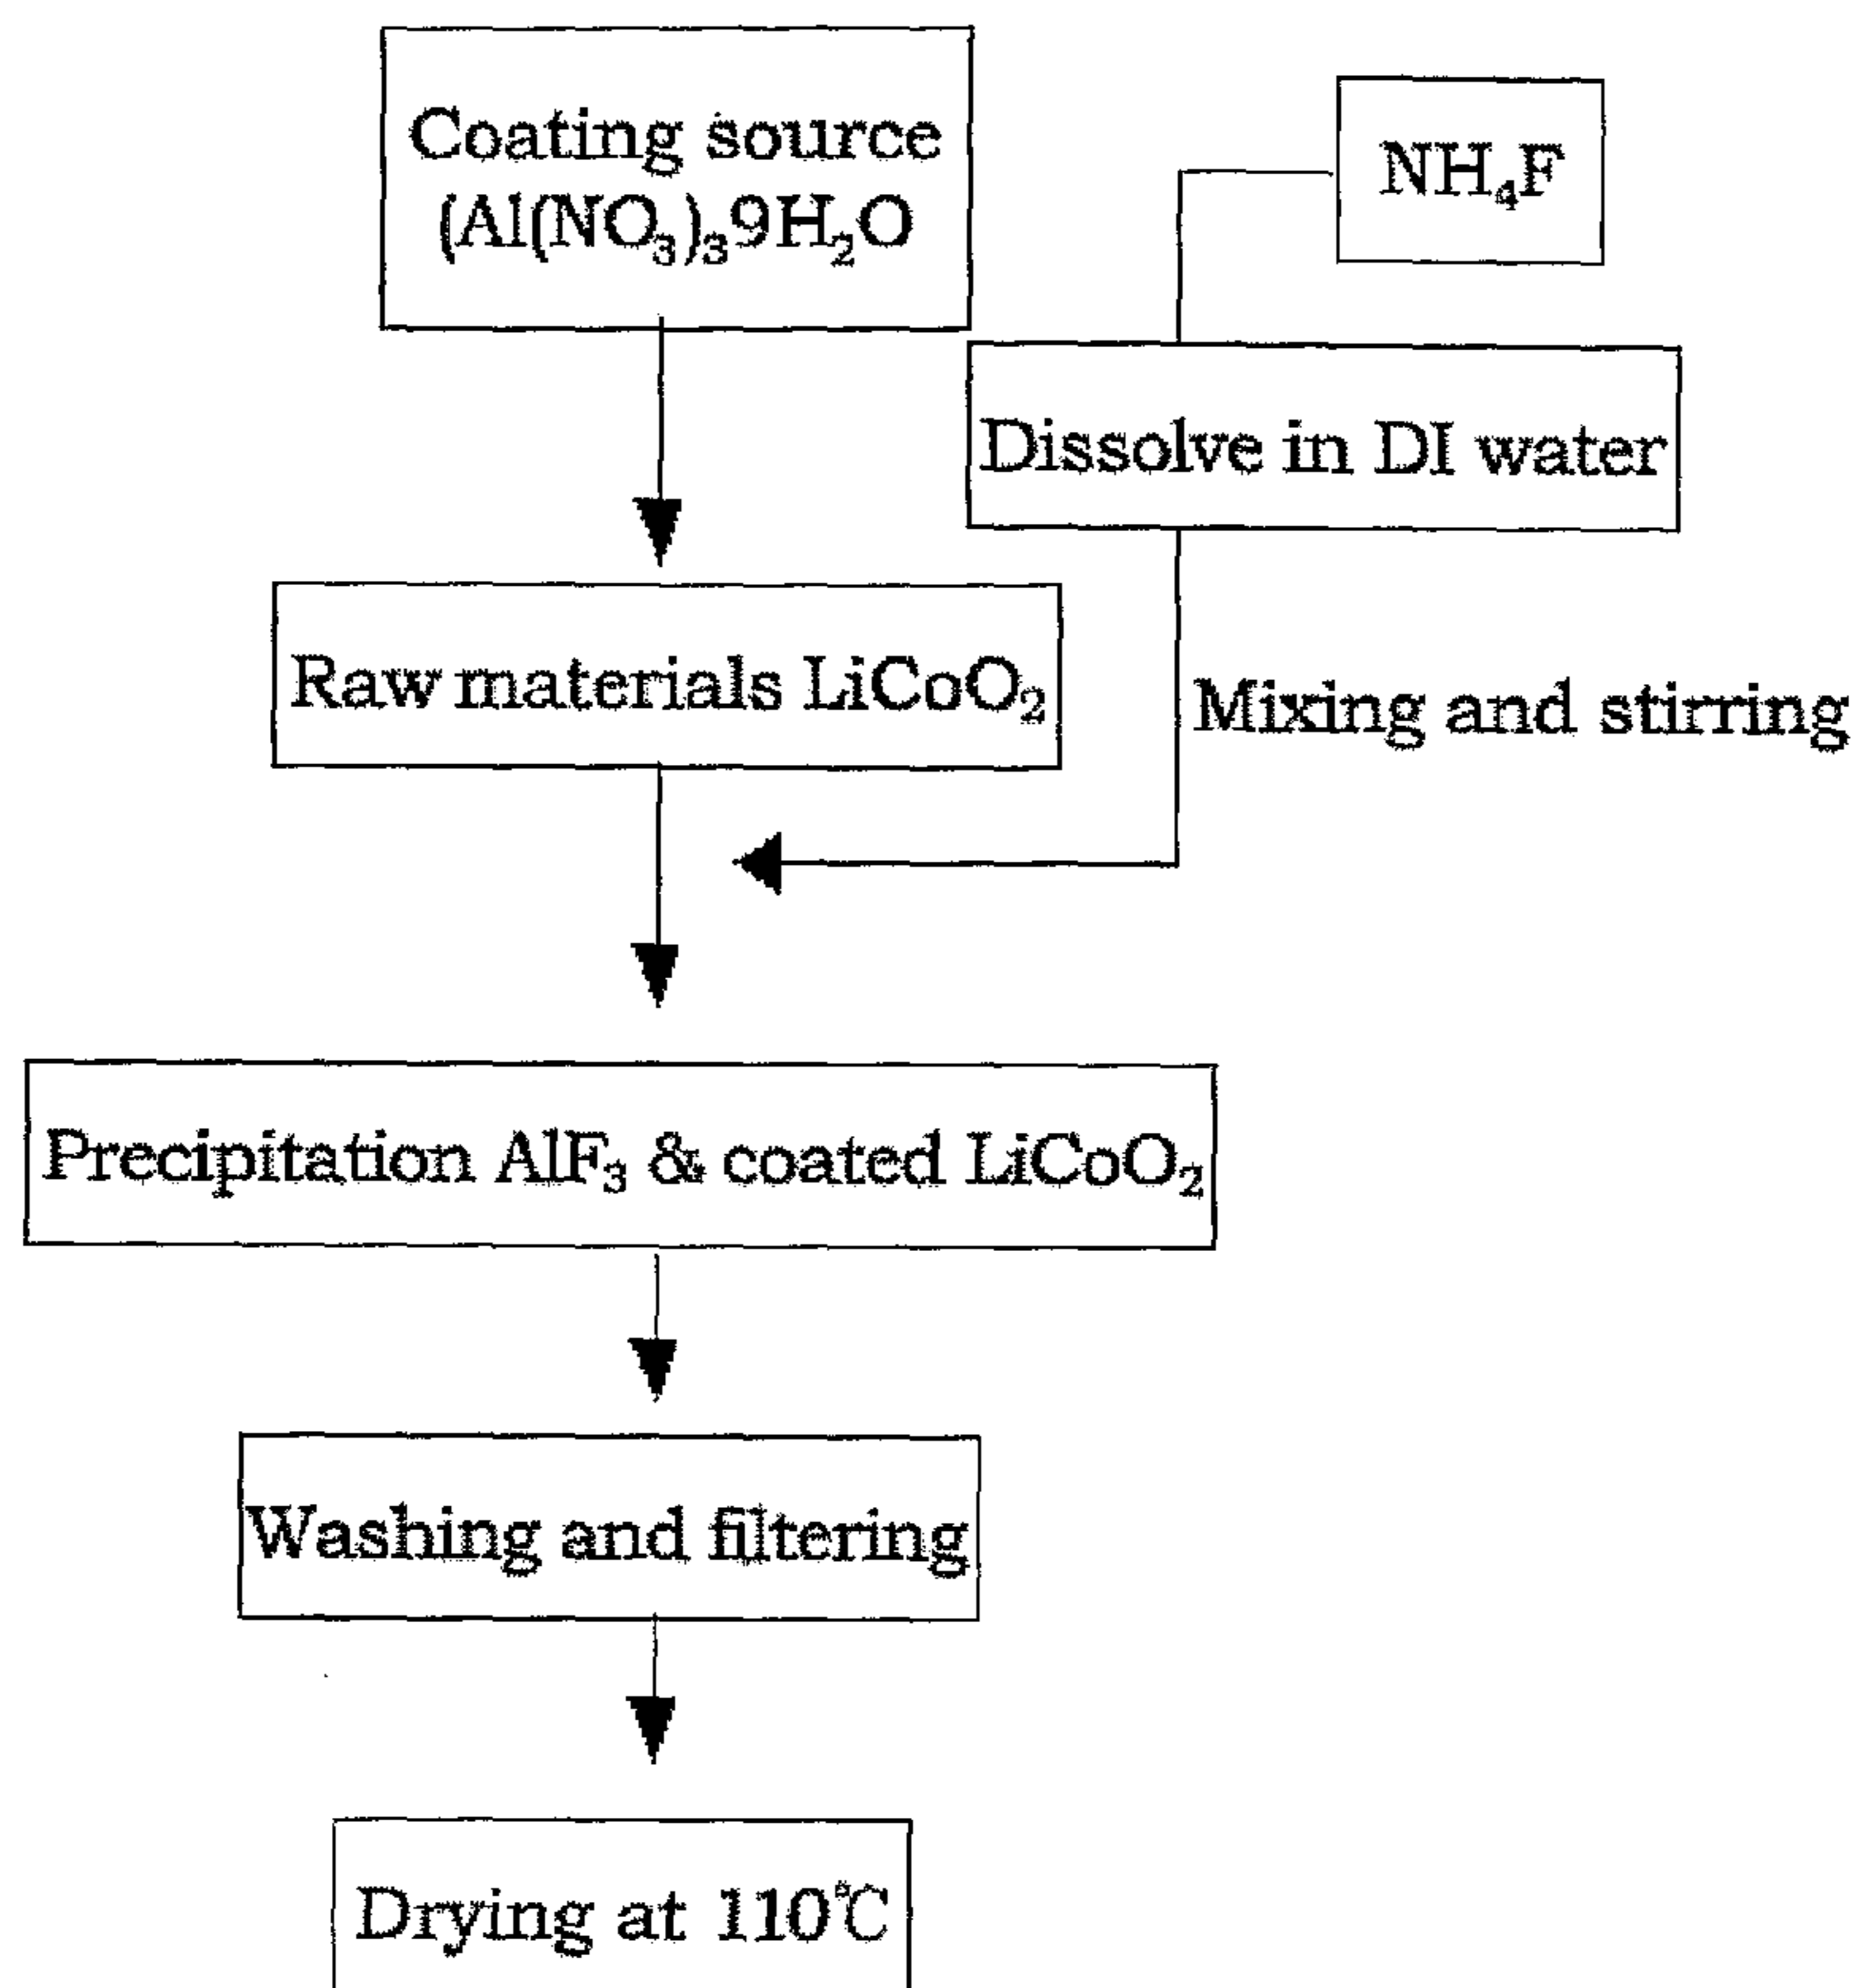 Coating source
(Al(NO₃)₃9H₂O
NH₄F
Dissolve in DI water
Raw materials LiCoO₂
Mixing and stirring
Precipitation AlF₃ & coated LiCoO₂
Washing and filtering
Drying at 110℃